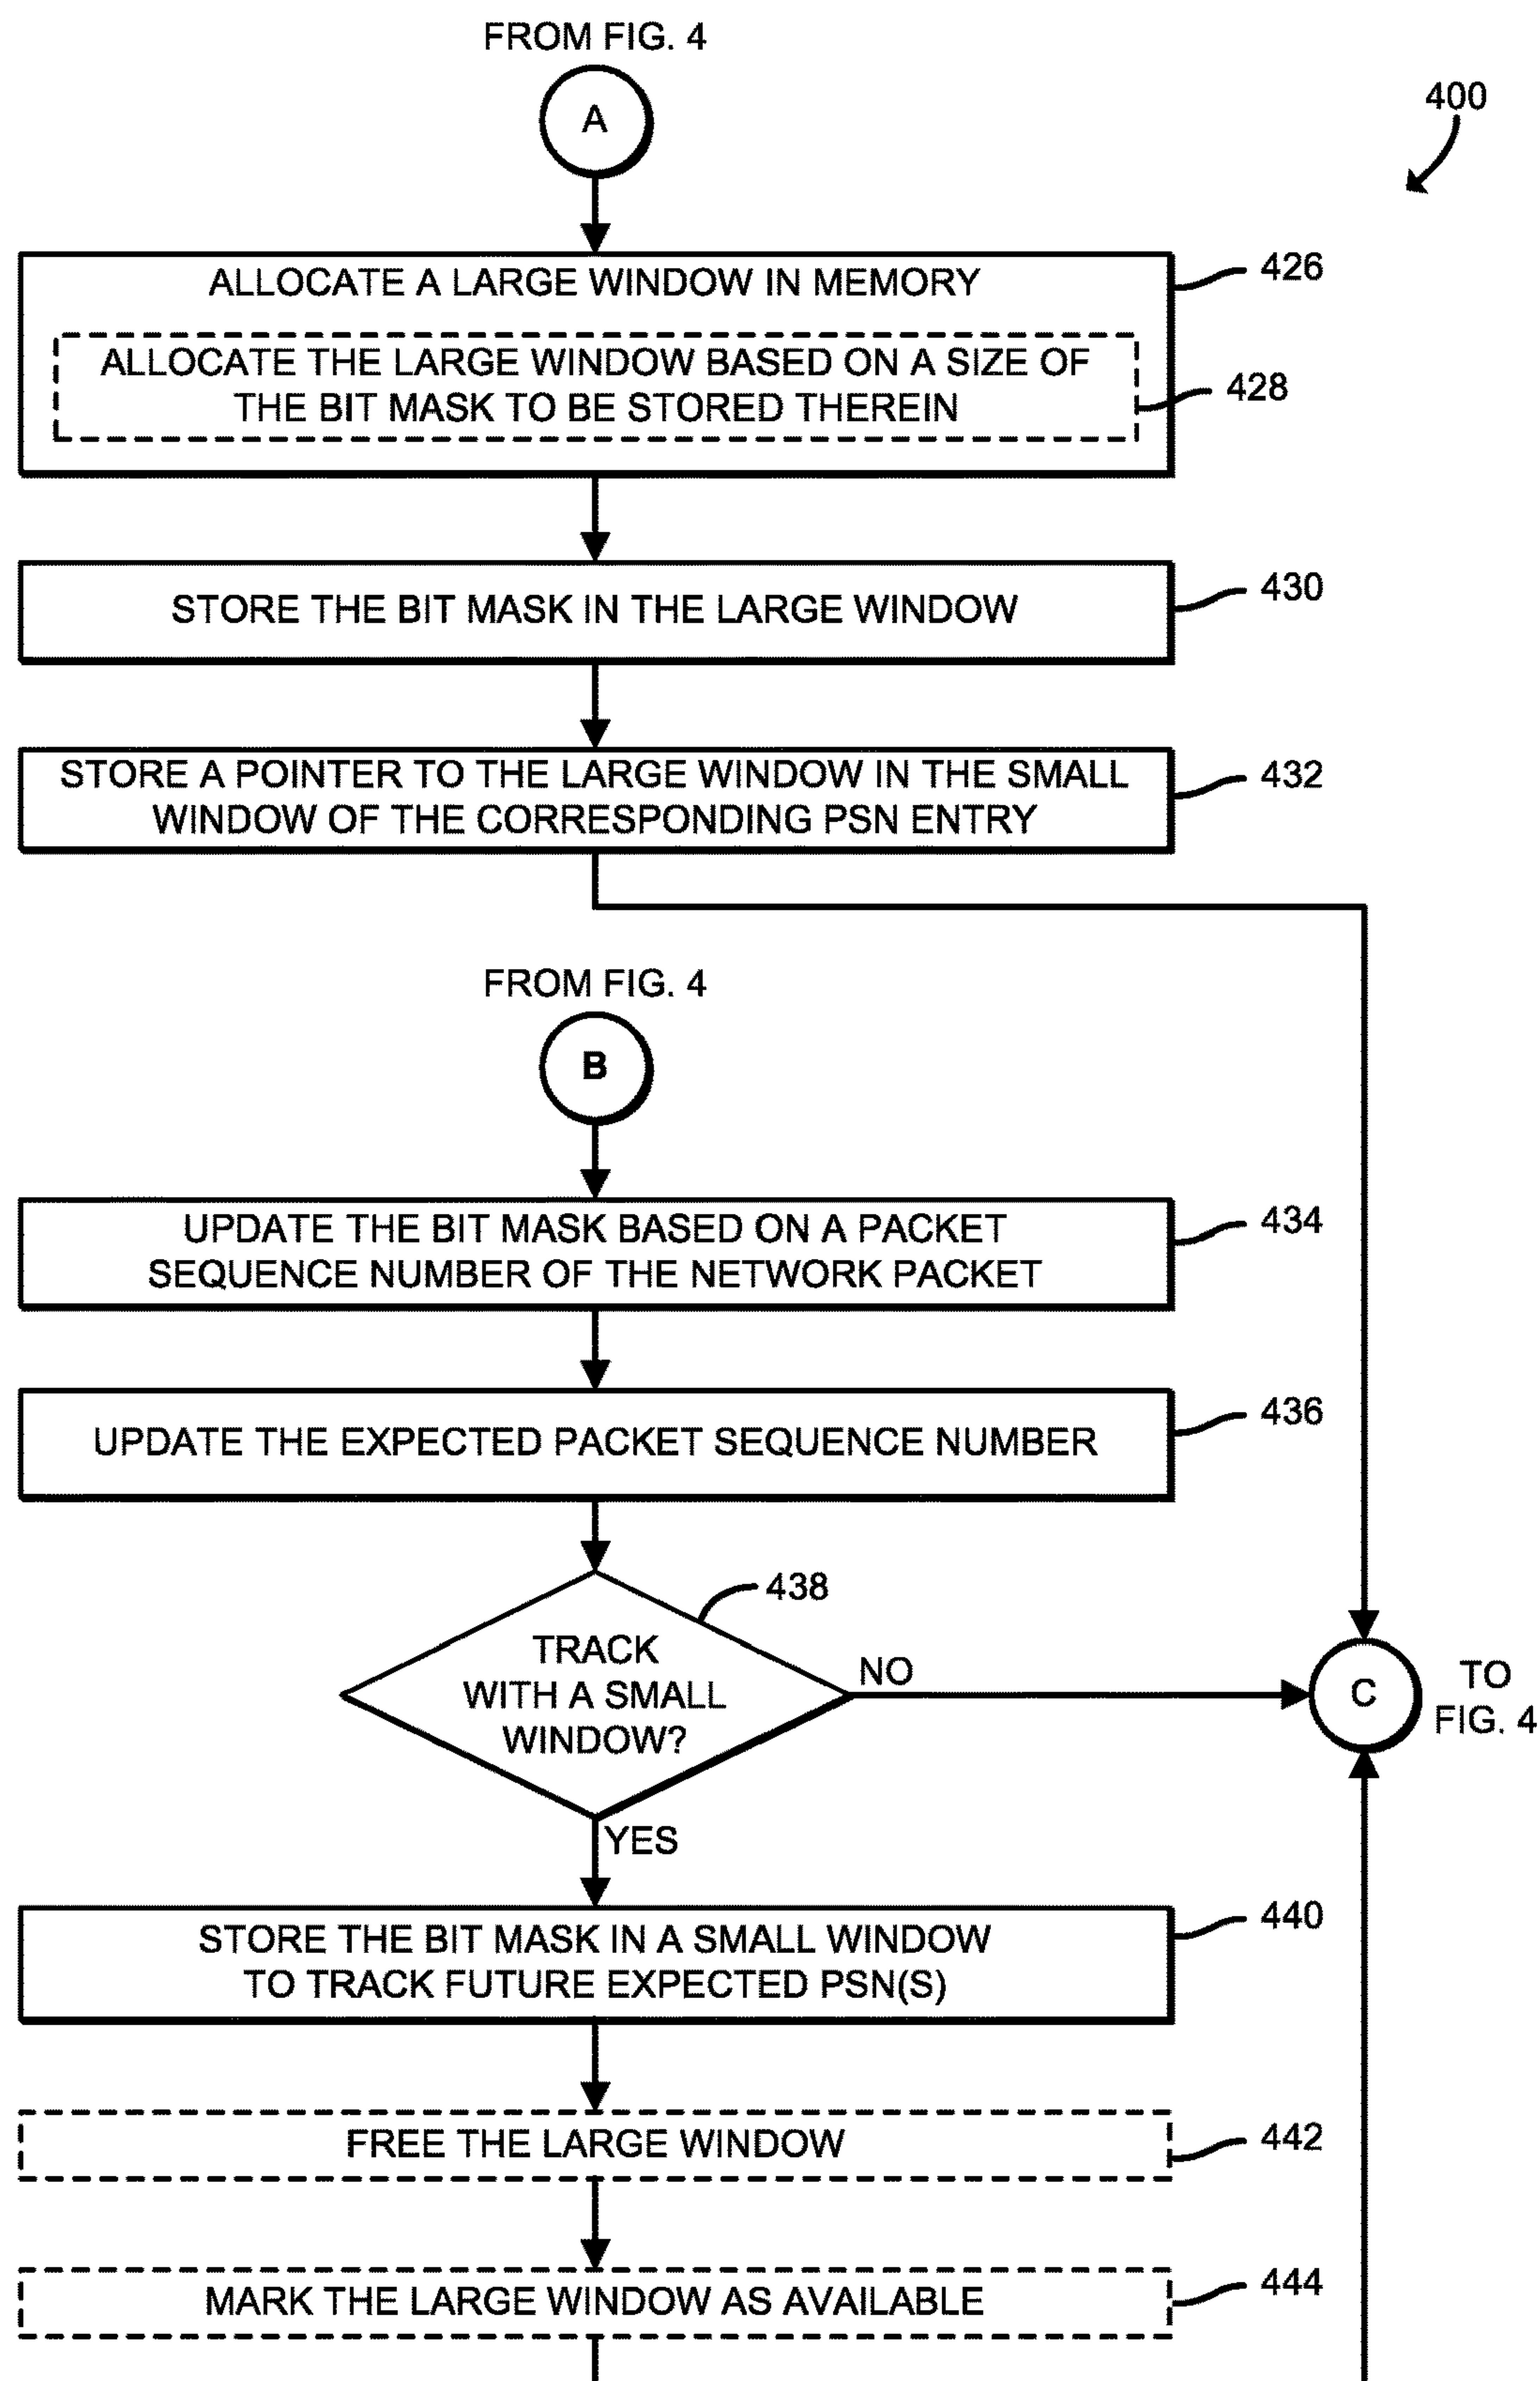 FROM FIG. 4
A
400
ALLOCATE A LARGE WINDOW IN MEMORY
426
ALLOCATE THE LARGE WINDOW BASED ON A SIZE OF
THE BIT MASK TO BE STORED THEREIN
428
STORE THE BIT MASK IN THE LARGE WINDOW
430
STORE A POINTER TO THE LARGE WINDOW IN THE SMALL
WINDOW OF THE CORRESPONDING PSN ENTRY
432
FROM FIG. 4
B
UPDATE THE BIT MASK BASED ON A PACKET
SEQUENCE NUMBER OF THE NETWORK PACKET
434
UPDATE THE EXPECTED PACKET SEQUENCE NUMBER
436
438
TRACK
WITH A SMALL
WINDOW?
NO
C
TO
FIG. 4
YES
STORE THE BIT MASK IN A SMALL WINDOW
TO TRACK FUTURE EXPECTED PSN(S)
440
FREE THE LARGE WINDOW
442
MARK THE LARGE WINDOW AS AVAILABLE
444